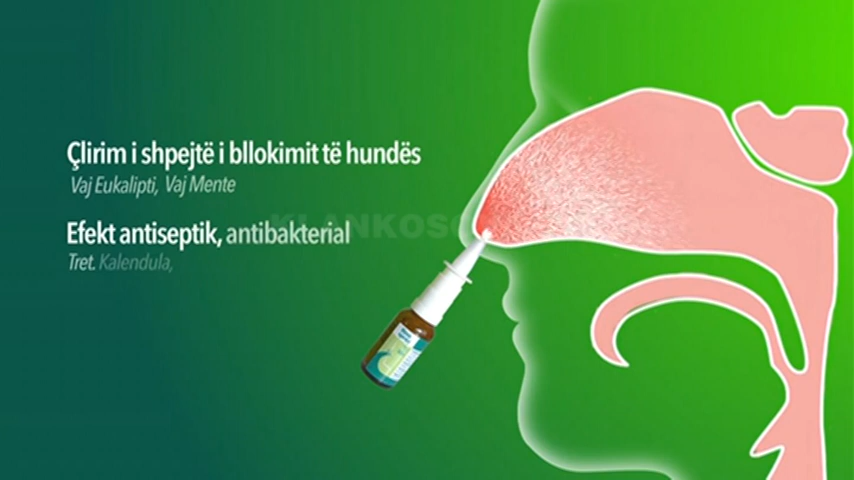 Çlirim i shpejtë i bllokimit të hundës
Vaj Eukalipti, Vaj Mente
Efekt antiseptik, antibakterial
Tret. Kalendula,